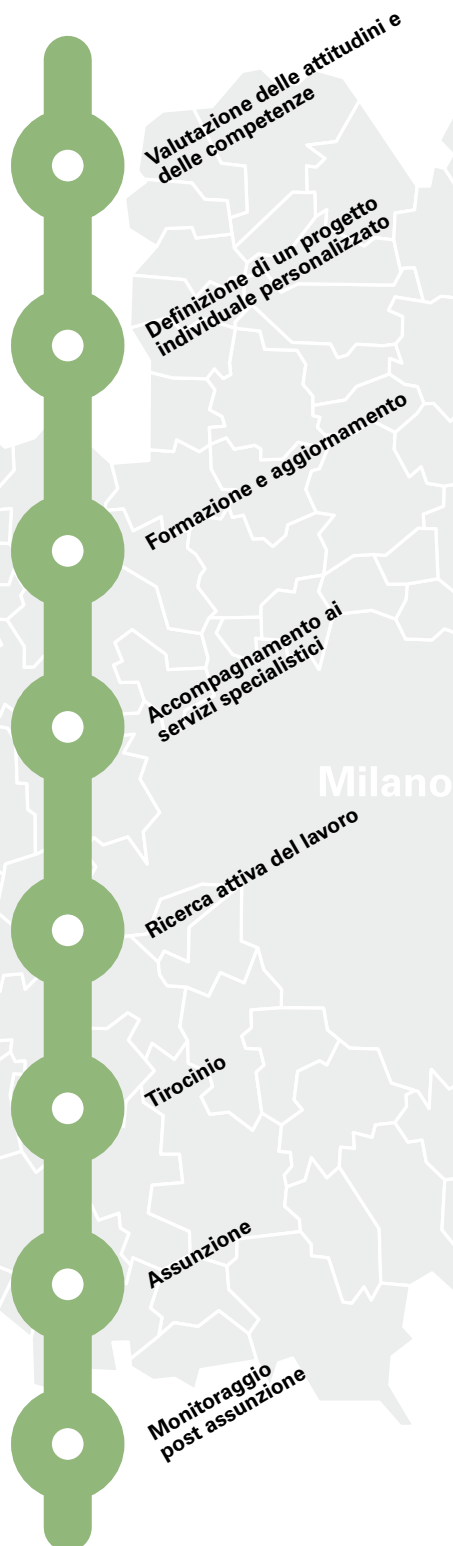 Valutazione delle attitudini e
delle competenze
Definizione di un progetto
individuale personalizzato
Formazione e aggiornamento
Accompagnamento ai
servizi specialistici
Milano
Ricerca attiva del lavoro
Tirocinio
Assunzione
Monitoraggio
post assunzione